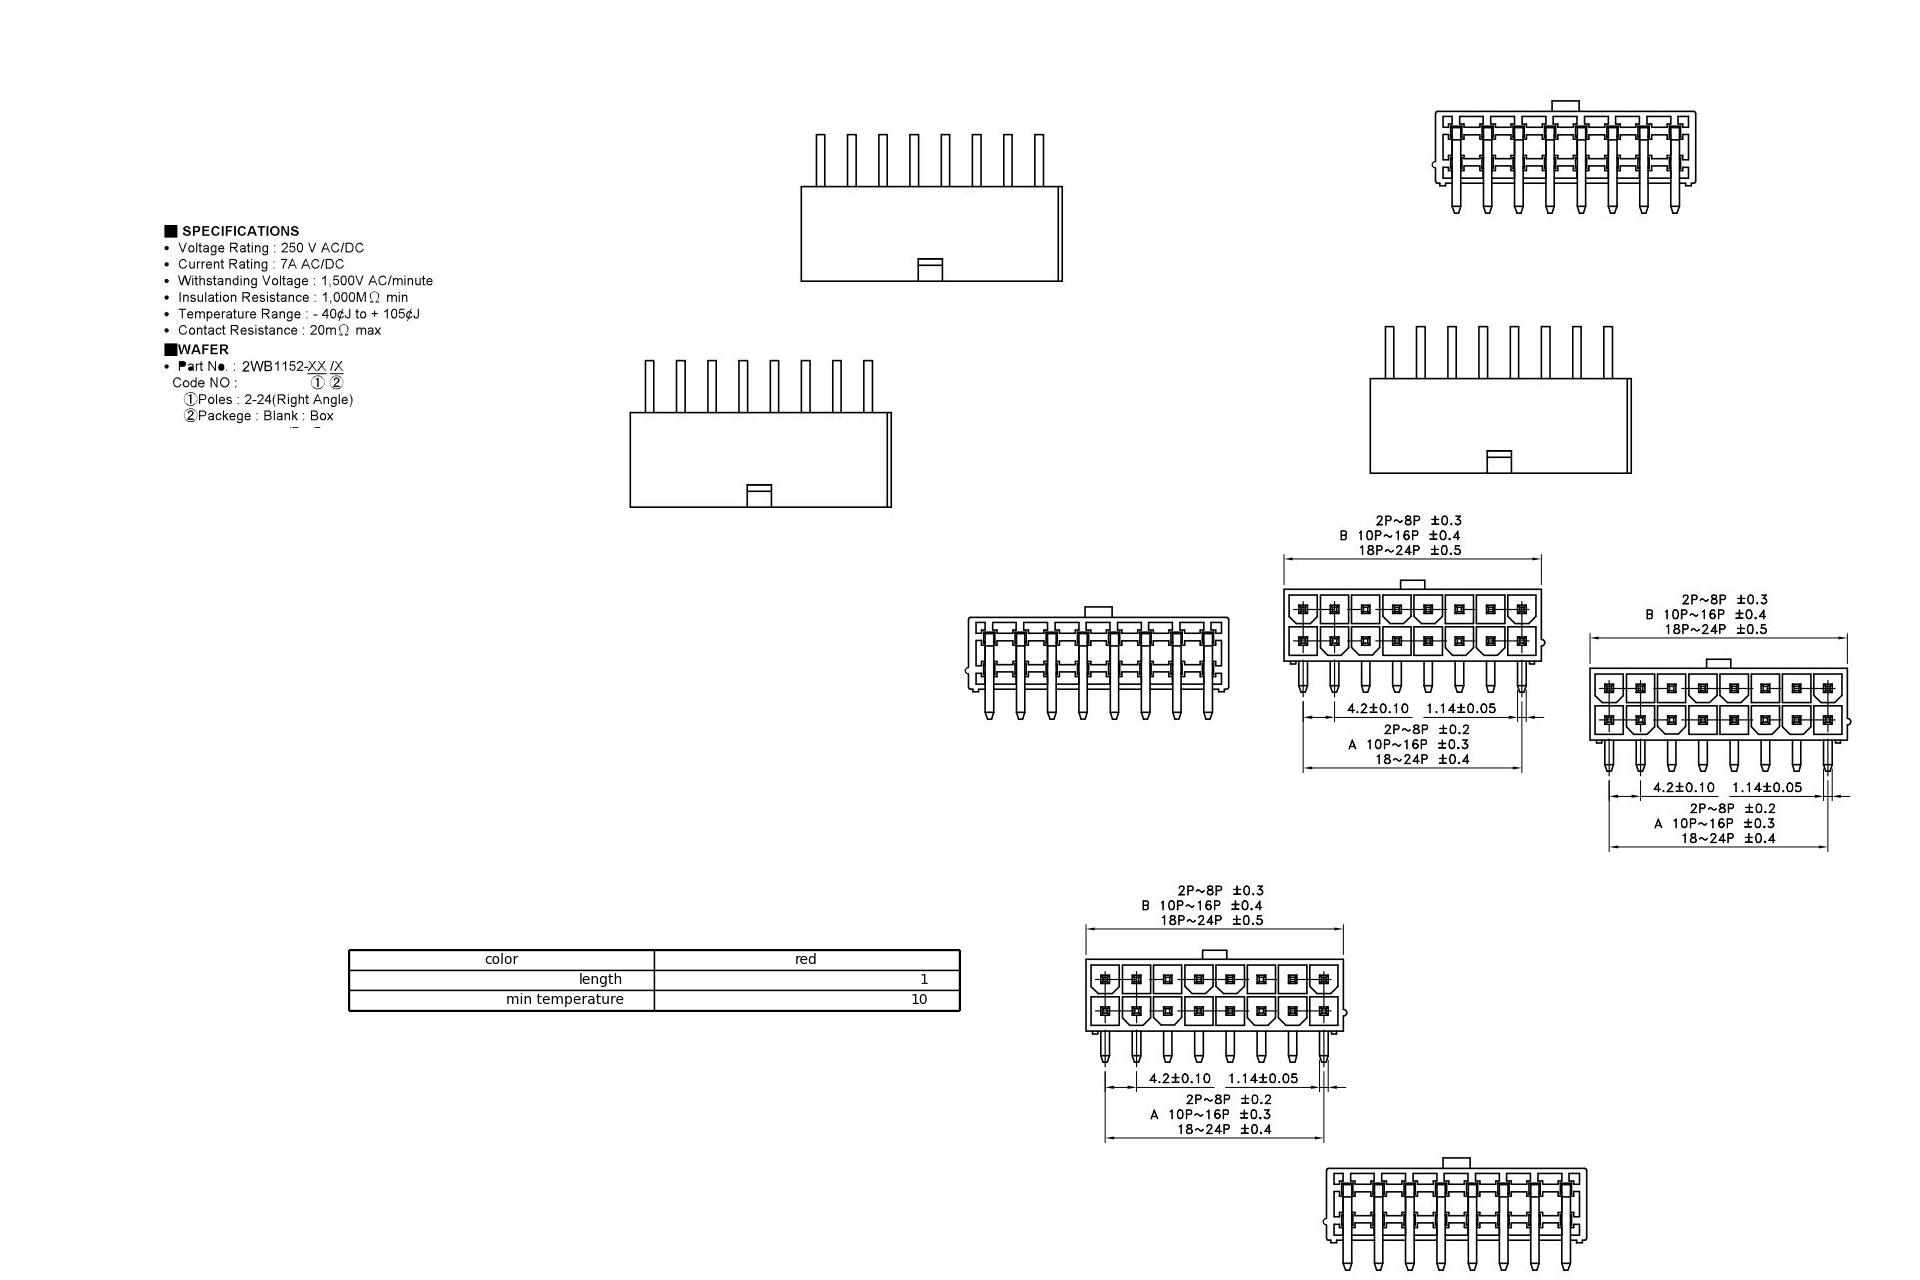 ■ SPECIFICATIONS
• Voltage Rating : 250 V AC/DC
• Current Rating : 7A AC/DC
• Withstanding Voltage : 1,500V AC/minute
• Insulation Resistance : 1,000MΩ min
• Temperature Range : - 40¢J to + 105¢J
• Contact Resistance : 20mΩ max
■WAFER
• Part No. : 2WB1152-XX /X
Code NO : ① ②
①Poles : 2-24(Right Angle)
②Packege : Blank : Box
2P~8P ±0.3
B 10P~16P ±0.4
18P~24P ±0.5
4.2±0.10 1.14±0.05
2P~8P ±0.2
A 10P~16P ±0.3
18~24P ±0.4
2P~8P ±0.3
B 10P~16P ±0.4
18P~24P ±0.5
4.2±0.10 1.14±0.05
2P~8P ±0.2
A 10P~16P ±0.3
18~24P ±0.4
2P~8P ±0.3
B 10P~16P ±0.4
18P~24P ±0.5
4.2±0.10 1.14±0.05
2P~8P ±0.2
A 10P~16P ±0.3
18~24P ±0.4
color red
length 1
min temperature 10